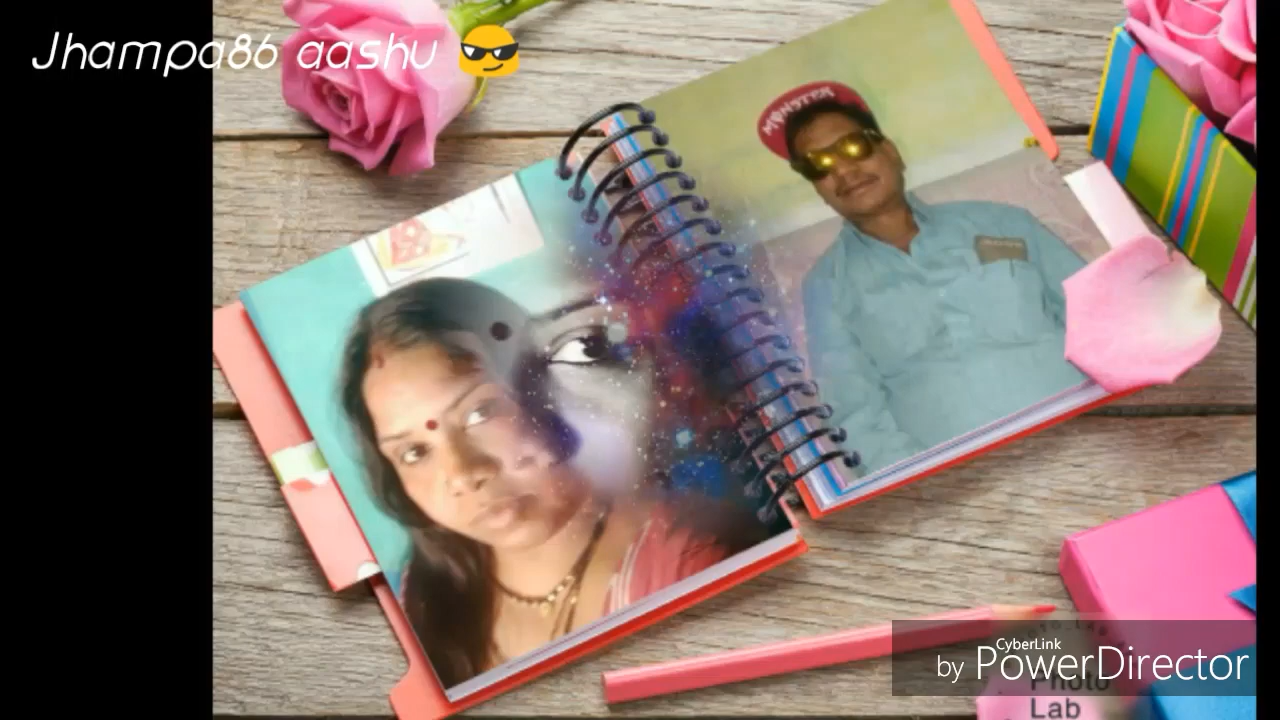 Jhampa86 aashu 😎
MONSTER
CyberLink
by PowerDirector
Photo
Lab